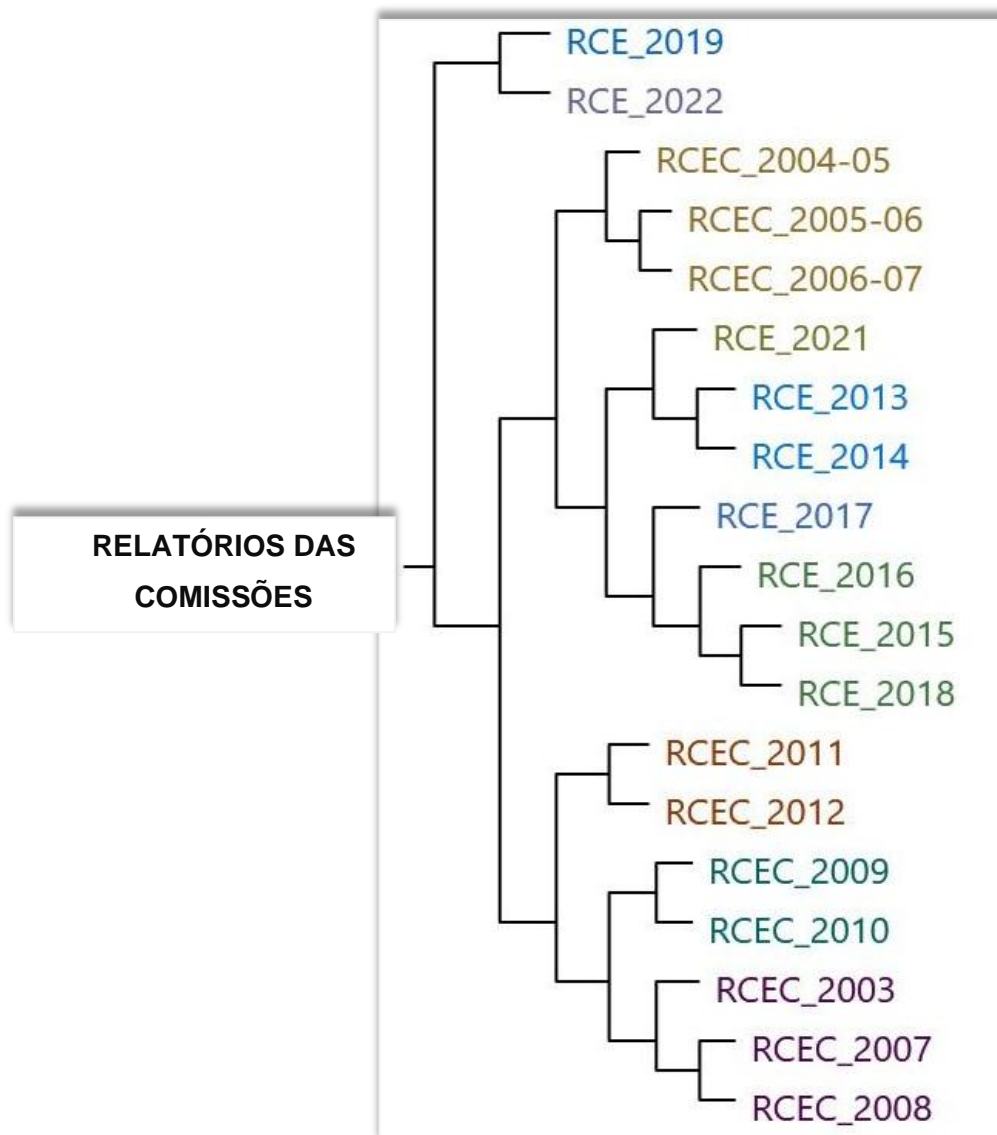 RCE_2019
RCE_2022
RCEC_2004-05
RCEC_2005-06
RCEC_2006-07
RCE_2021
RCE_2013
RCE_2014
RCE_2017
RELATÓRIOS DAS
COMISSÕES
RCE_2016
RCE_2015
RCE_2018
RCEC_2011
RCEC_2012
RCEC_2009
RCEC_2010
RCEC_2003
RCEC_2007
RCEC_2008